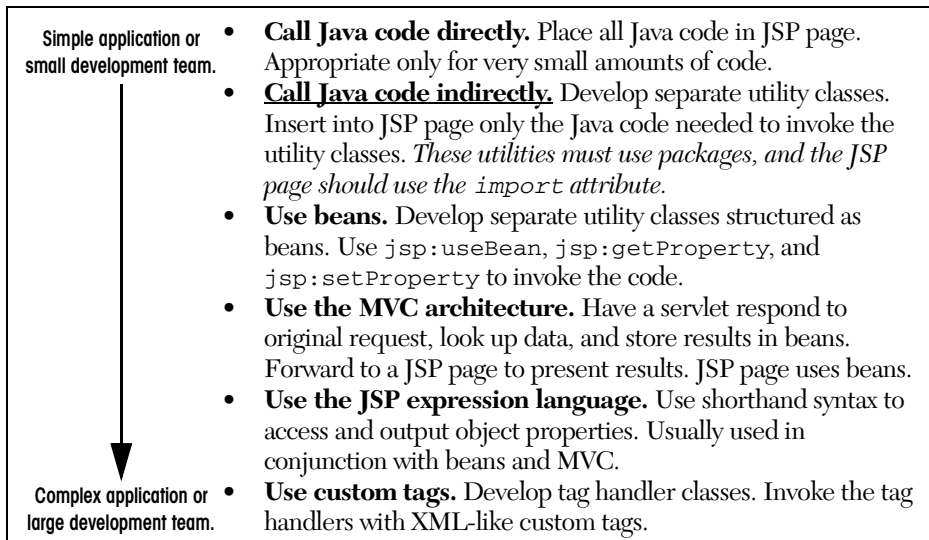 Simple application or
small development team.
• Call Java code directly. Place all Java code in JSP page.
Appropriate only for very small amounts of code.
• Call Java code indirectly. Develop separate utility classes.
Insert into JSP page only the Java code needed to invoke the
utility classes. These utilities must use packages, and the JSP
page should use the import attribute.
• Use beans. Develop separate utility classes structured as
beans. Use jsp:useBean, jsp:getProperty, and
jsp:setProperty to invoke the code.
• Use the MVC architecture. Have a servlet respond to
original request, look up data, and store results in beans.
Forward to a JSP page to present results. JSP page uses beans.
• Use the JSP expression language. Use shorthand syntax to
access and output object properties. Usually used in
conjunction with beans and MVC.
Complex application or
large development team.
• Use custom tags. Develop tag handler classes. Invoke the tag
handlers with XML-like custom tags.